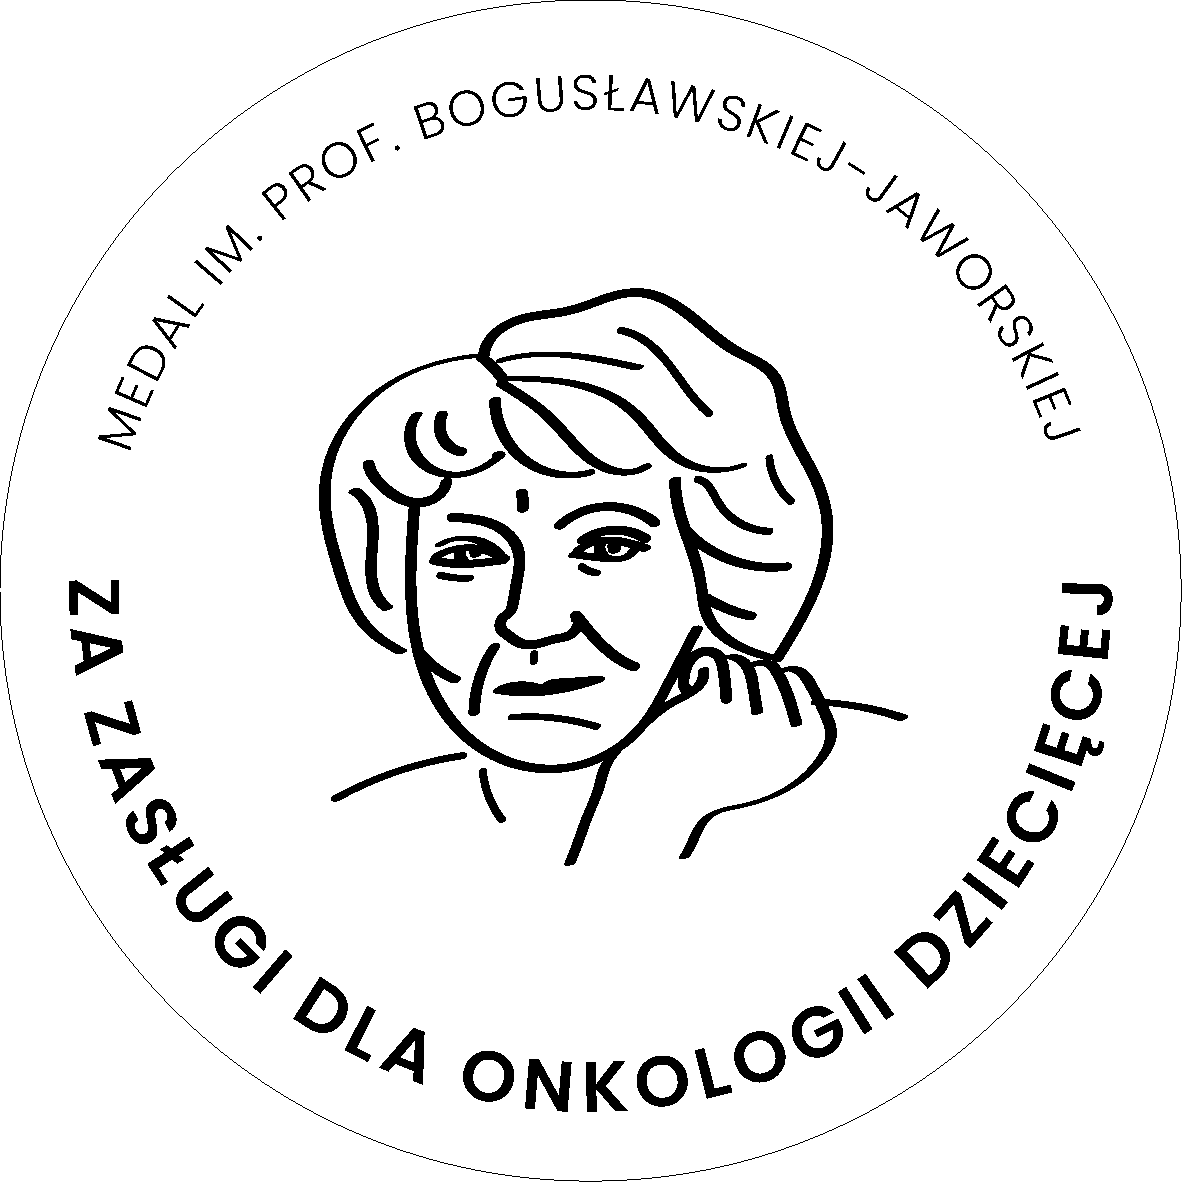 MEDAL IM. PROF. BOGUSŁAWSKIEJ-JAWORSKIEJ
ZA ZASŁUGI DLA ONKOLOGII DZIECIĘCEJ